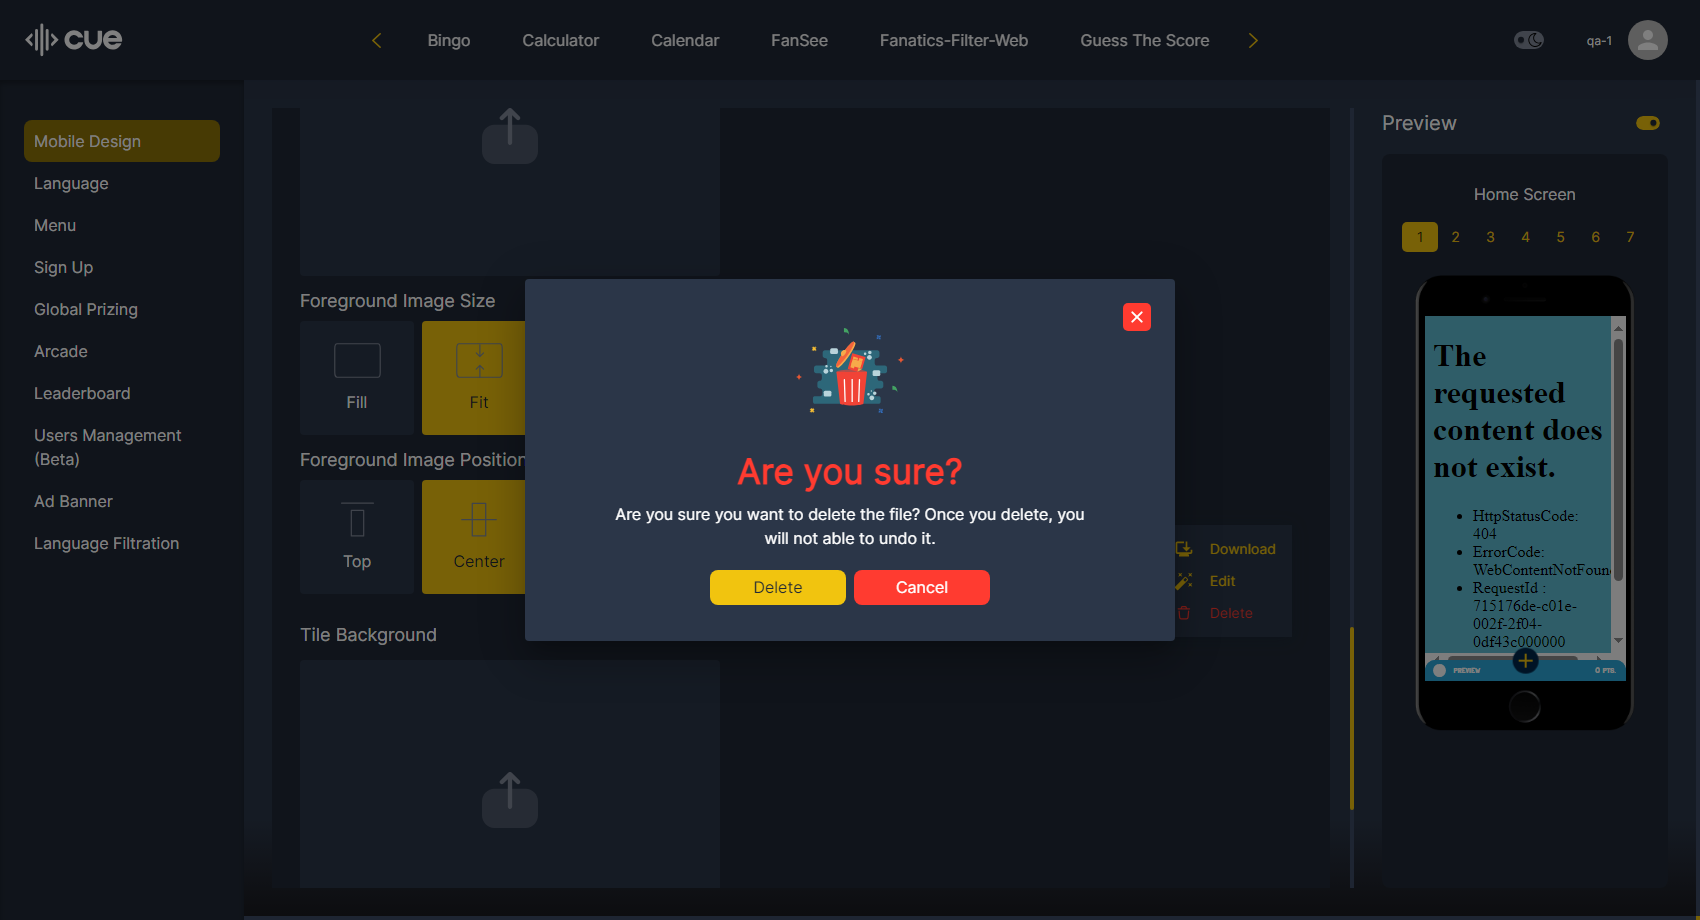 cue
Bingo
Calculator
Calendar
FanSee
Fanatics-Filter-Web
Guess The Score
qa-1
Mobile Design
Language
Menu
Sign Up
Global Prizing
Arcade
Leaderboard
Users Management
(Beta)
Ad Banner
Language Filtration
Foreground Image Size
Fill
Fit
Foreground Image Position
Top
Center
Tile Background
Are you sure?
Are you sure you want to delete the file? Once you delete, you
will not able to undo it.
Delete
Cancel
Download
Edit
Delete
Preview
Home Screen
1 2 3 4 5 6 7
The
requested
content does
not exist.
HttpStatusCode:
404
ErrorCode:
WebContentNotFoun
RequestId :
715176de-c01e-
002f-2f04-
0df43c000000
PREVIEW
0 PTS.